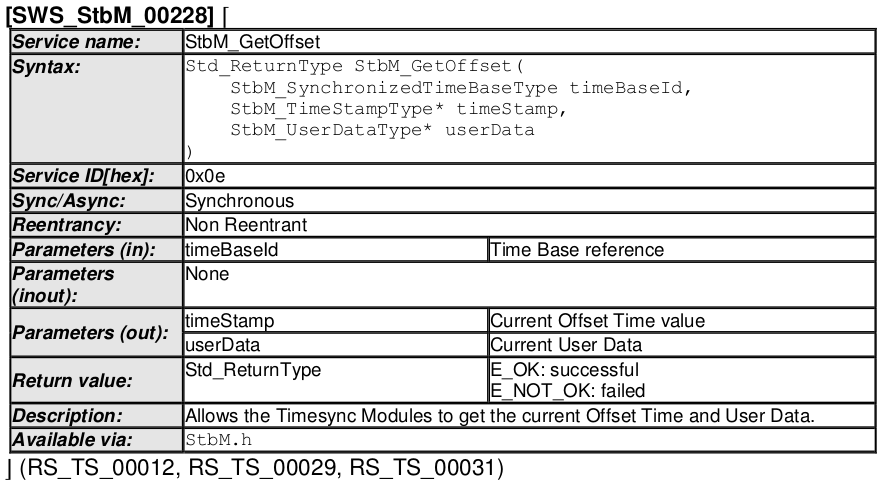 [SWS_StbM_00228] ⌈
Service name: StbM_GetOffset
Syntax: Std_ReturnType StbM_GetOffset(
StbM_SynchronizedTimeBaseType timeBaseId,
StbM_TimeStampType* timeStamp,
StbM_UserDataType* userData
)
Service ID[hex]: 0x0e
Sync/Async: Synchronous
Reentrancy: Non Reentrant
Parameters (in): timeBaseId Time Base reference
Parameters None
(inout):
Parameters (out): timeStamp Current Offset Time value
userData Current User Data
Return value: Std_ReturnType E_OK: successful
E_NOT_OK: failed
Description: Allows the Timesync Modules to get the current Offset Time and User Data.
Available via: StbM.h
⌋ (RS_TS_00012, RS_TS_00029, RS_TS_00031)